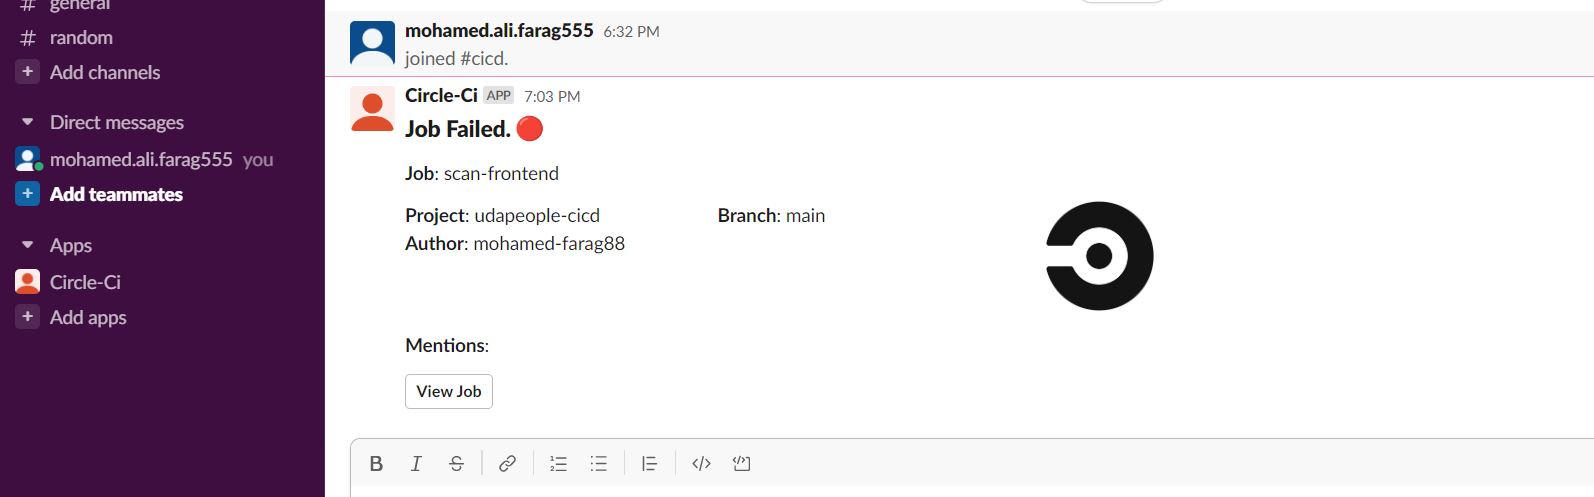 # general
# random
+ Add channels
Direct messages
mohamed.ali.farag555 you
+ Add teammates
Apps
Circle-Ci
+ Add apps
mohamed.ali.farag555 6:32 PM
joined #cicd.
Circle-Ci APP 7:03 PM
Job Failed. 🔴
Job: scan-frontend
Project: udapeople-cicd Branch: main
Author: mohamed-farag88
Mentions:
View Job
B I S </>